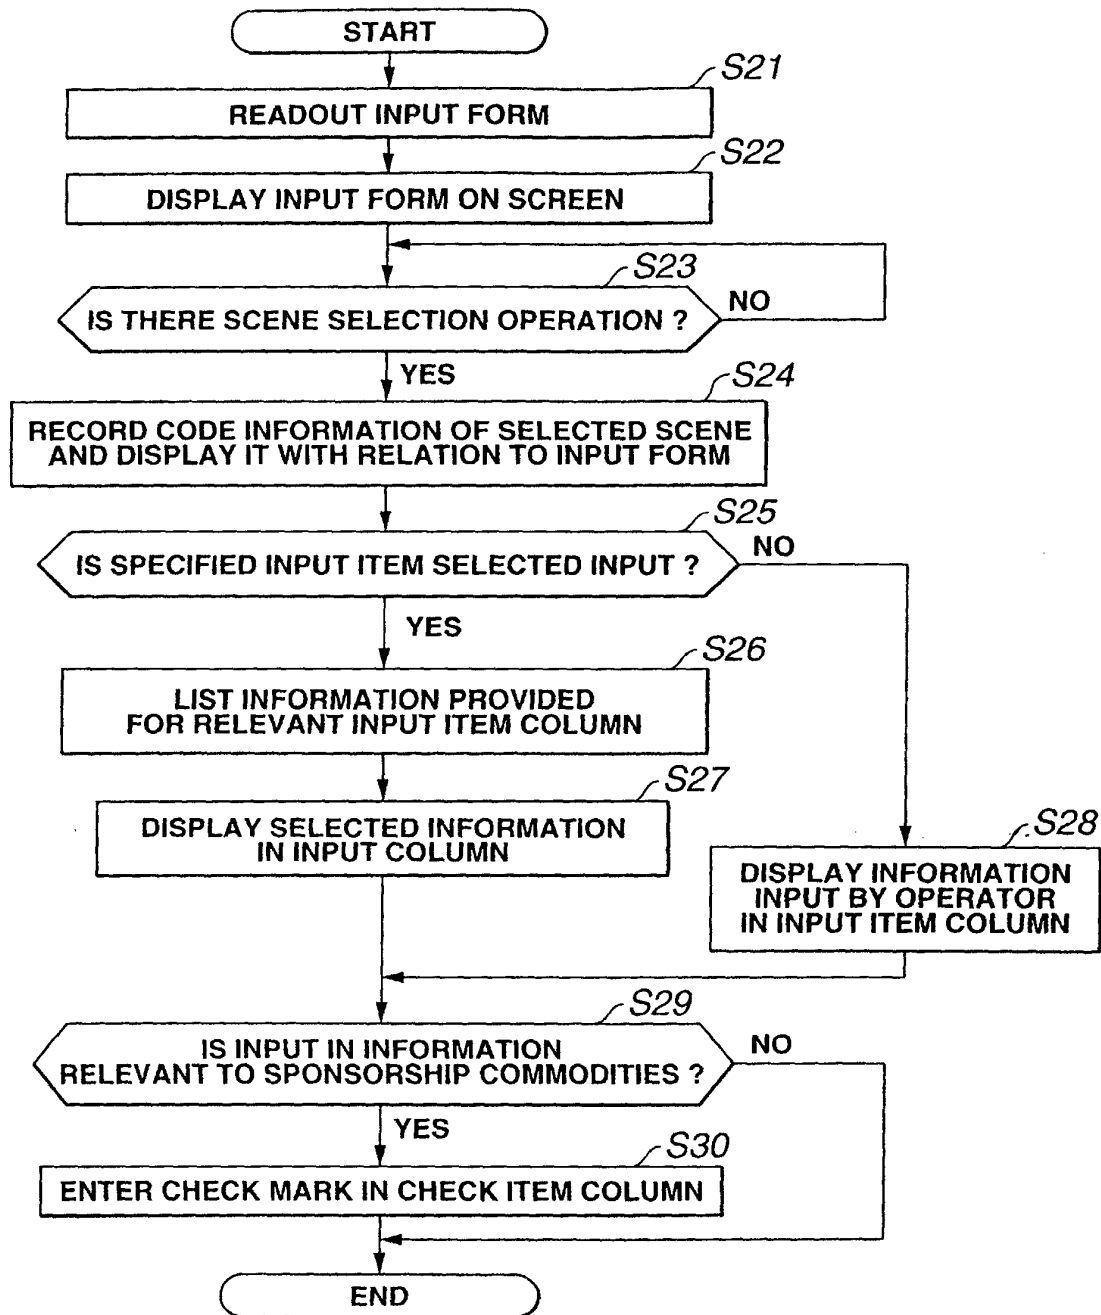 START
S21
READOUT INPUT FORM
S22
DISPLAY INPUT FORM ON SCREEN
S23
IS THERE SCENE SELECTION OPERATION ?
NO
YES
S24
RECORD CODE INFORMATION OF SELECTED SCENE
AND DISPLAY IT WITH RELATION TO INPUT FORM
S25
IS SPECIFIED INPUT ITEM SELECTED INPUT ?
NO
YES
S26
LIST INFORMATION PROVIDED
FOR RELEVANT INPUT ITEM COLUMN
S27
DISPLAY SELECTED INFORMATION
IN INPUT COLUMN
S28
DISPLAY INFORMATION
INPUT BY OPERATOR
IN INPUT ITEM COLUMN
S29
IS INPUT IN INFORMATION
RELEVANT TO SPONSORSHIP COMMODITIES ?
NO
YES
S30
ENTER CHECK MARK IN CHECK ITEM COLUMN
END